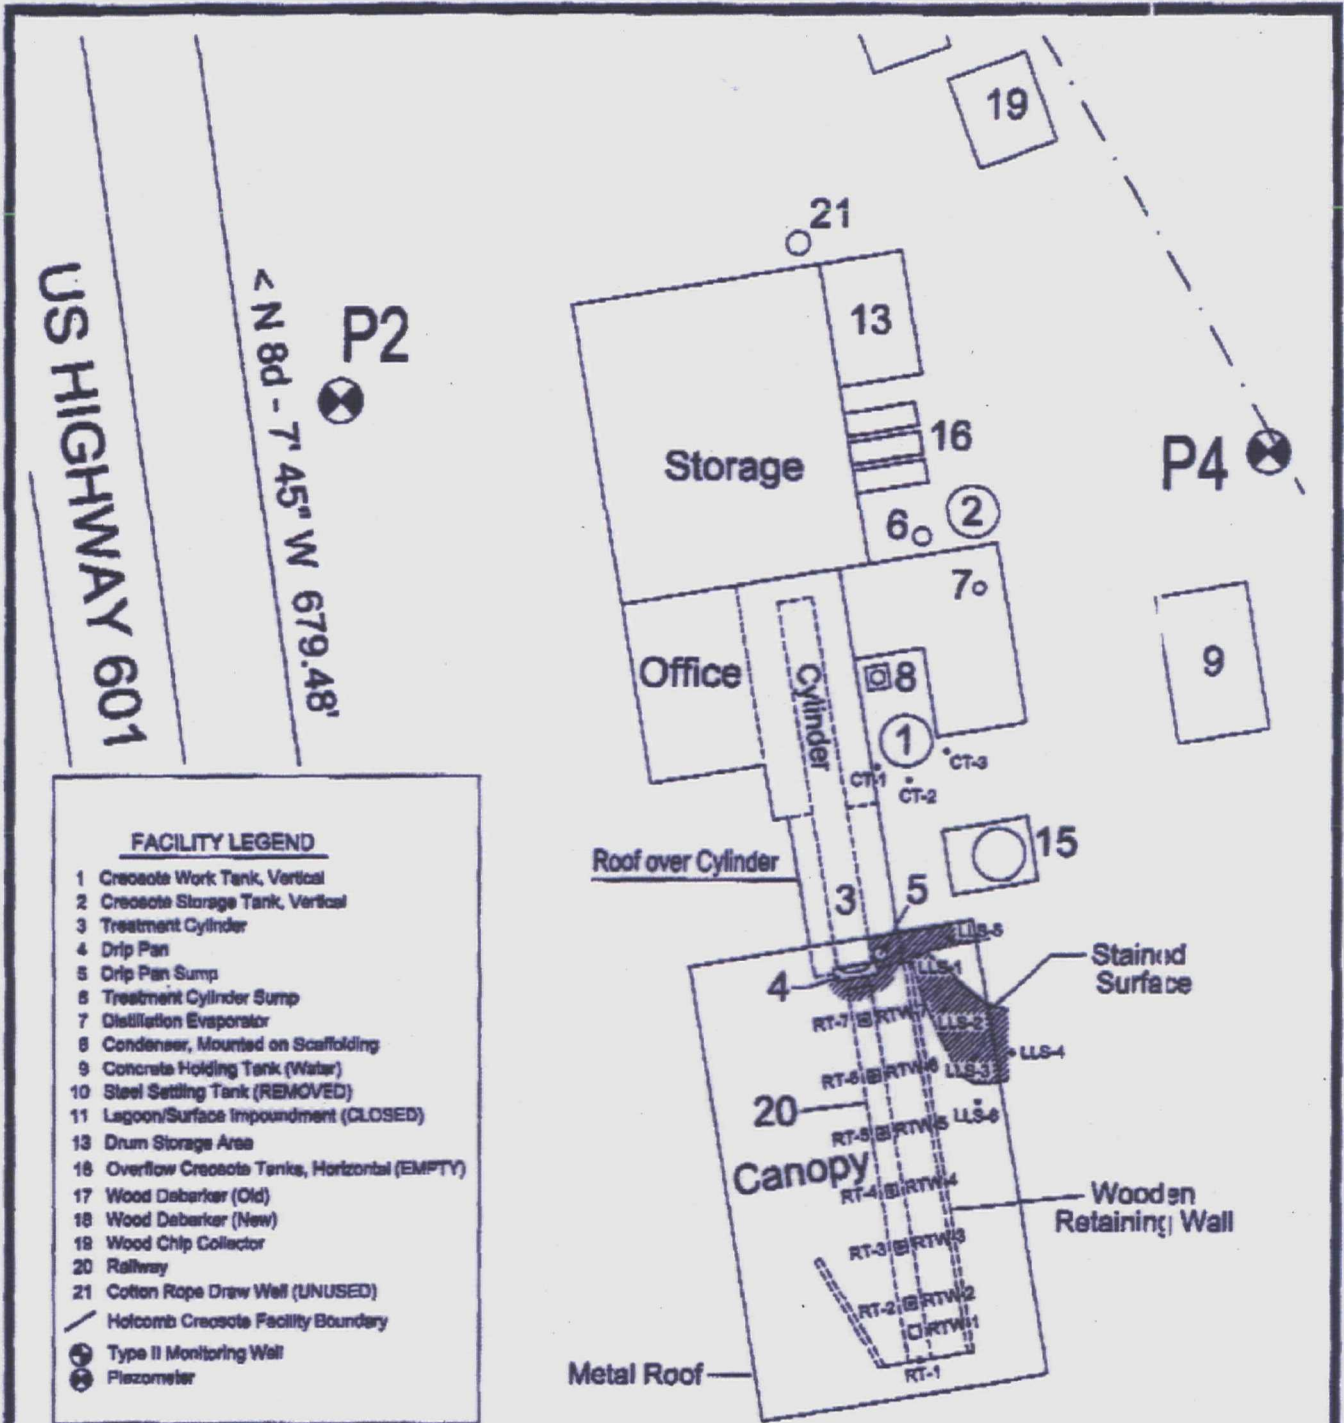 19
21
US HIGHWAY 601
< N 8d - 7' 45" W 679.48'
P2
13
16
Storage
P4
6
2
7
Office
Cylinder
8
9
1
CT-1
CT-2
CT-3
15
Roof over Cylinder
3
5
LLS-5
4
LLS-1
Stained
Surface
RT-7
RTW-7
LLS-2
LLS-4
RT-6
RTW-6
LLS-3
20
LLS-6
RT-5
RTW-5
Canopy
RT-4
RTW-4
Wooden
Retaining Wall
RT-3
RTW-3
RT-2
RTW-2
RTW-1
Metal Roof
RT-1
FACILITY LEGEND
1 Creosote Work Tank, Vertical
2 Creosote Storage Tank, Vertical
3 Treatment Cylinder
4 Drip Pan
5 Drip Pan Sump
6 Treatment Cylinder Sump
7 Distillation Evaporator
8 Condenser, Mounted on Scaffolding
9 Concrete Holding Tank (Water)
10 Steel Settling Tank (REMOVED)
11 Lagoon/Surface Impoundment (CLOSED)
13 Drum Storage Area
16 Overflow Creosote Tanks, Horizontal (EMPTY)
17 Wood Debarker (Old)
18 Wood Debarker (New)
19 Wood Chip Collector
20 Railway
21 Cotton Rope Draw Well (UNUSED)
Holcomb Creosote Facility Boundary
Type II Monitoring Well
Piezometer